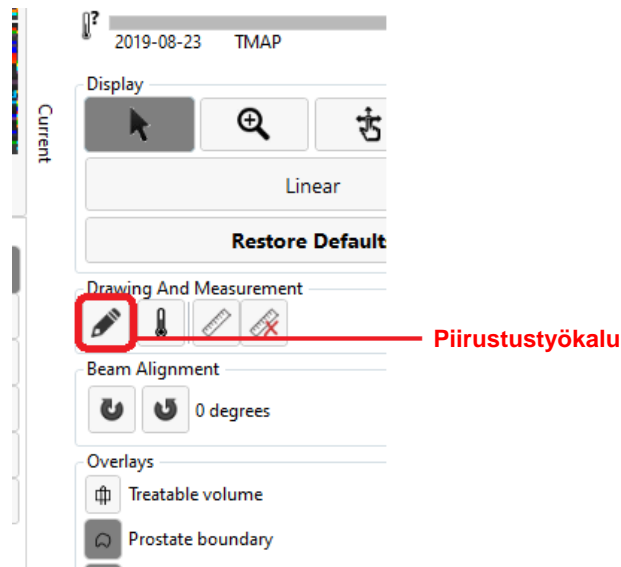 ?
2019-08-23 TMAP
Display
Current
Linear
Restore Default
Drawing And Measurement
Piirustustyökalu
Beam Alignment
0 degrees
Overlays
Treatable volume
Prostate boundary